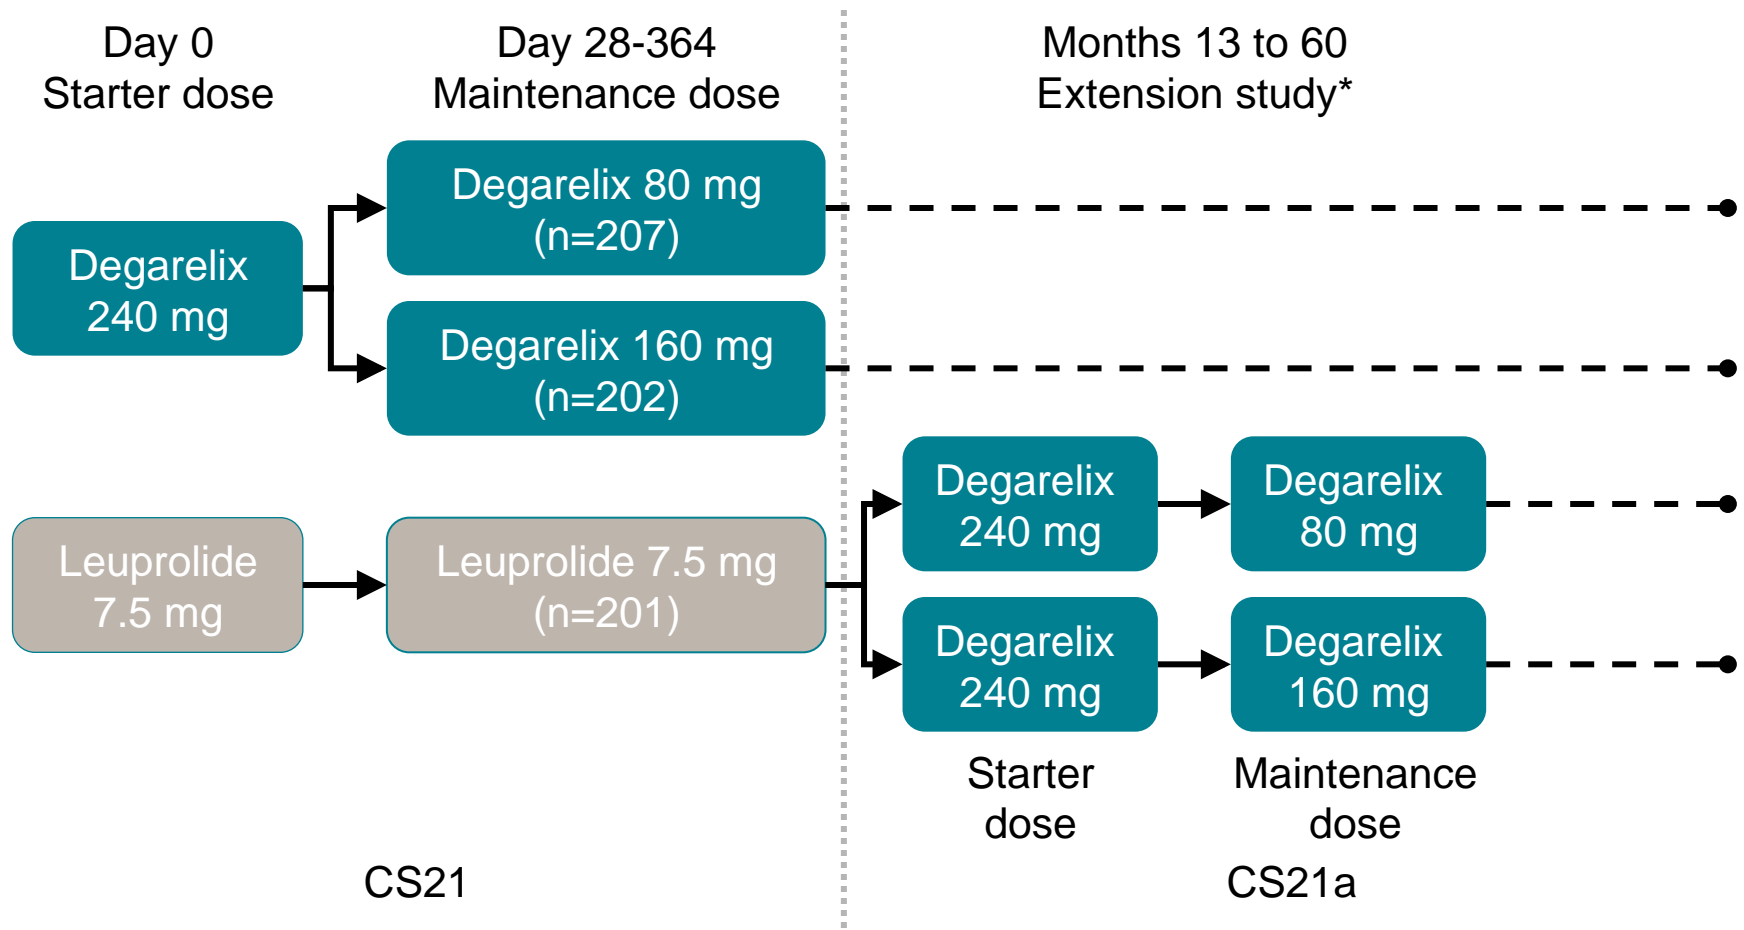 Day 0
Starter dose
Day 28-364
Maintenance dose
Months 13 to 60
Extension study*
Degarelix
240 mg
Degarelix 80 mg
(n=207)
Degarelix 160 mg
(n=202)
Leuprolide
7.5 mg
Leuprolide 7.5 mg
(n=201)
Degarelix
240 mg
Degarelix
80 mg
Degarelix
240 mg
Degarelix
160 mg
Starter
dose
Maintenance
dose
CS21
CS21a